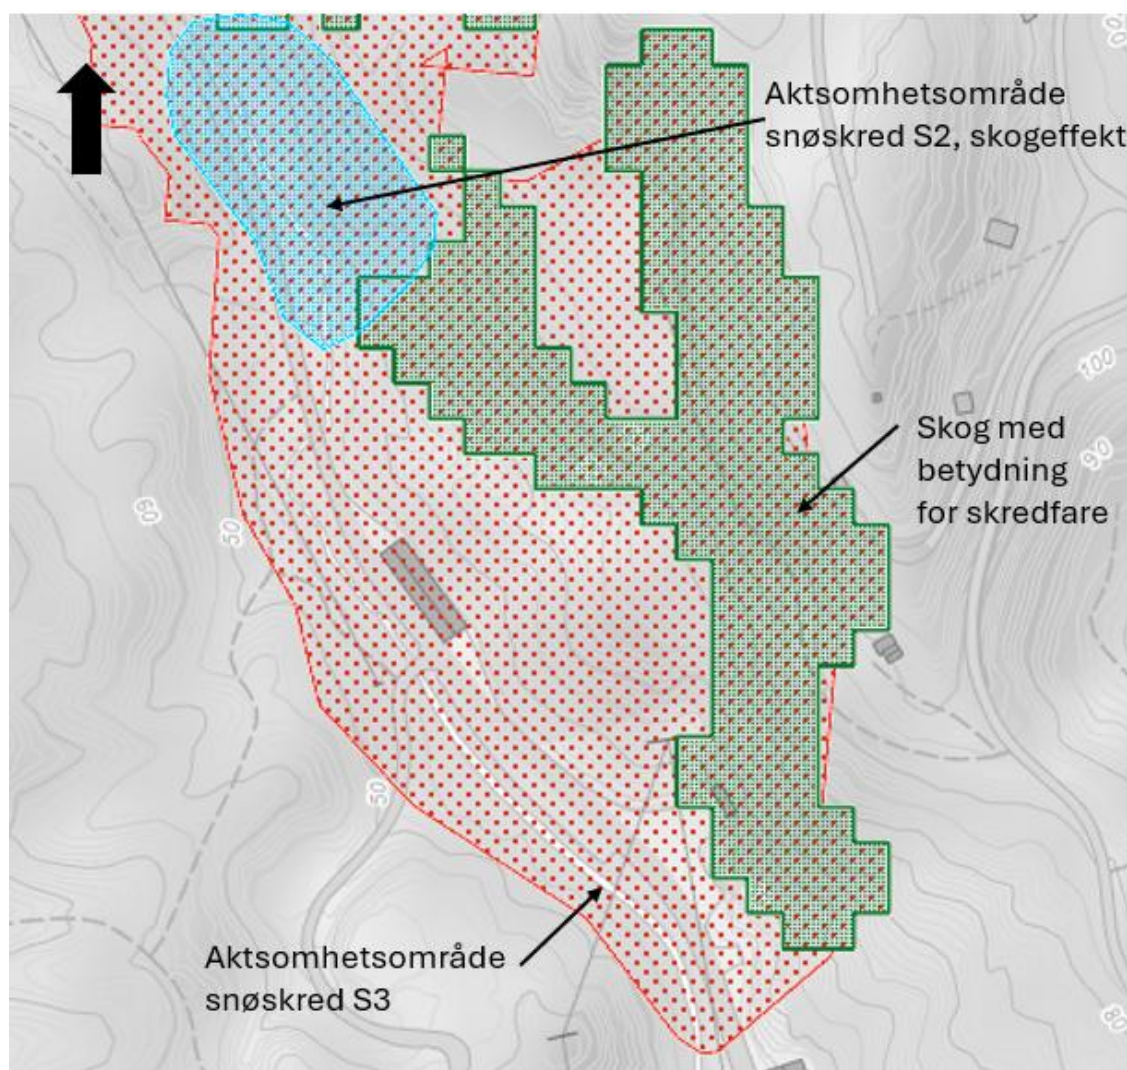 Aktsomhetsområde
snøskred S2, skogeffekt
100
Skog med
betydning
for skredfare
90
60
50
50
Aktsomhetsområde
snøskred S3
80